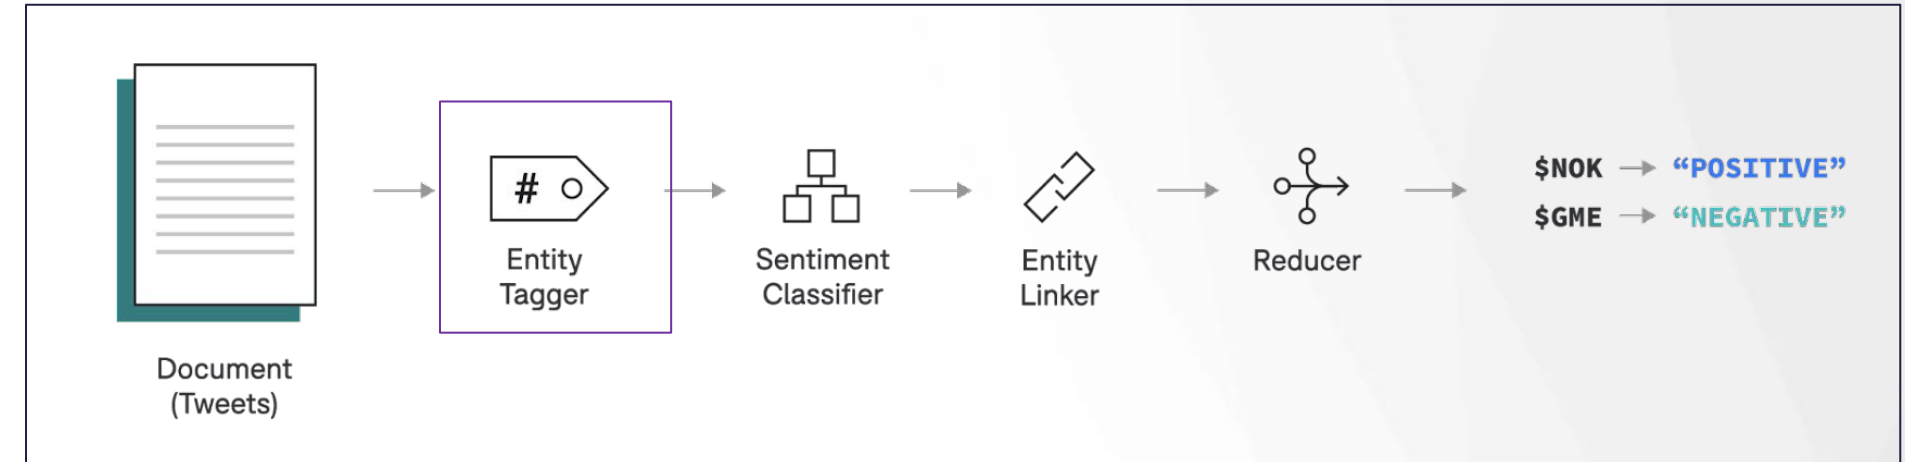 Document
(Tweets)
#
Entity
Tagger
Sentiment
Classifier
Entity
Linker
Reducer
$NOK “POSITIVE”
$GME “NEGATIVE”